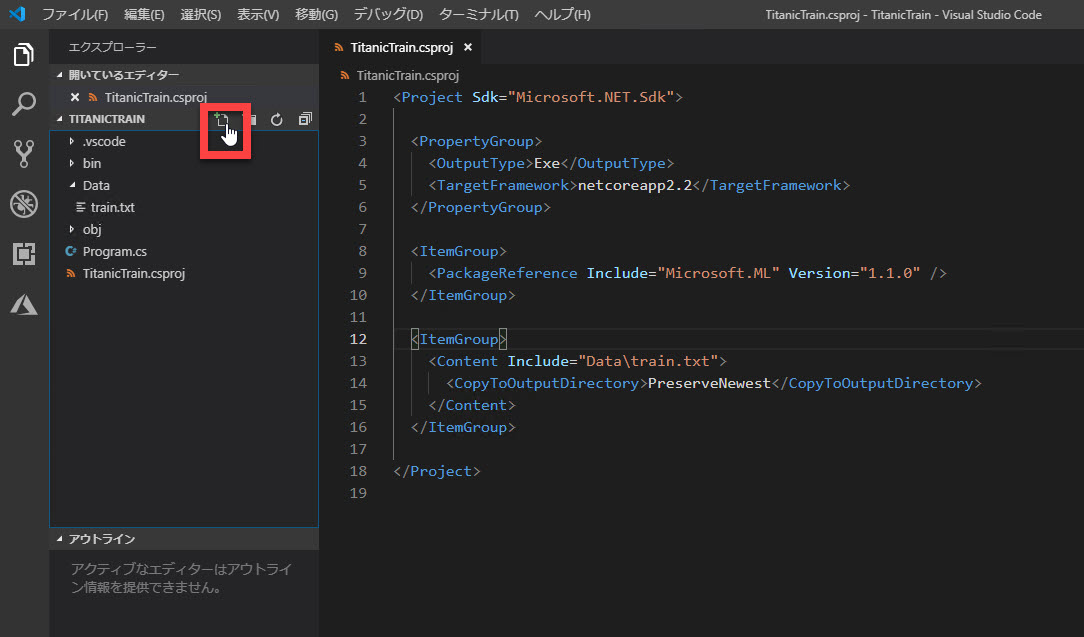 ファイル(F) 編集(E) 選択(S) 表示(V) 移動(G) デバッグ(D) ターミナル(T) ヘルプ(H) TitanicTrain.csproj - TitanicTrain - Visual Studio Code
エクスプローラー
開いているエディター
TitanicTrain.csproj
TITANICTRAIN
.vscode
bin
Data
train.txt
obj
Program.cs
TitanicTrain.csproj
アウトライン
アクティブなエディターはアウトライ
ン情報を提供できません。
TitanicTrain.csproj
TitanicTrain.csproj
1 <Project Sdk="Microsoft.NET.Sdk">
2
3 <PropertyGroup>
4 <OutputType>Exe</OutputType>
5 <TargetFramework>netcoreapp2.2</TargetFramework>
6 </PropertyGroup>
7
8 <ItemGroup>
9 <PackageReference Include="Microsoft.ML" Version="1.1.0" />
10 </ItemGroup>
11
12 <ItemGroup>
13 <Content Include="Data\train.txt">
14 <CopyToOutputDirectory>PreserveNewest</CopyToOutputDirectory>
15 </Content>
16 </ItemGroup>
17
18 </Project>
19